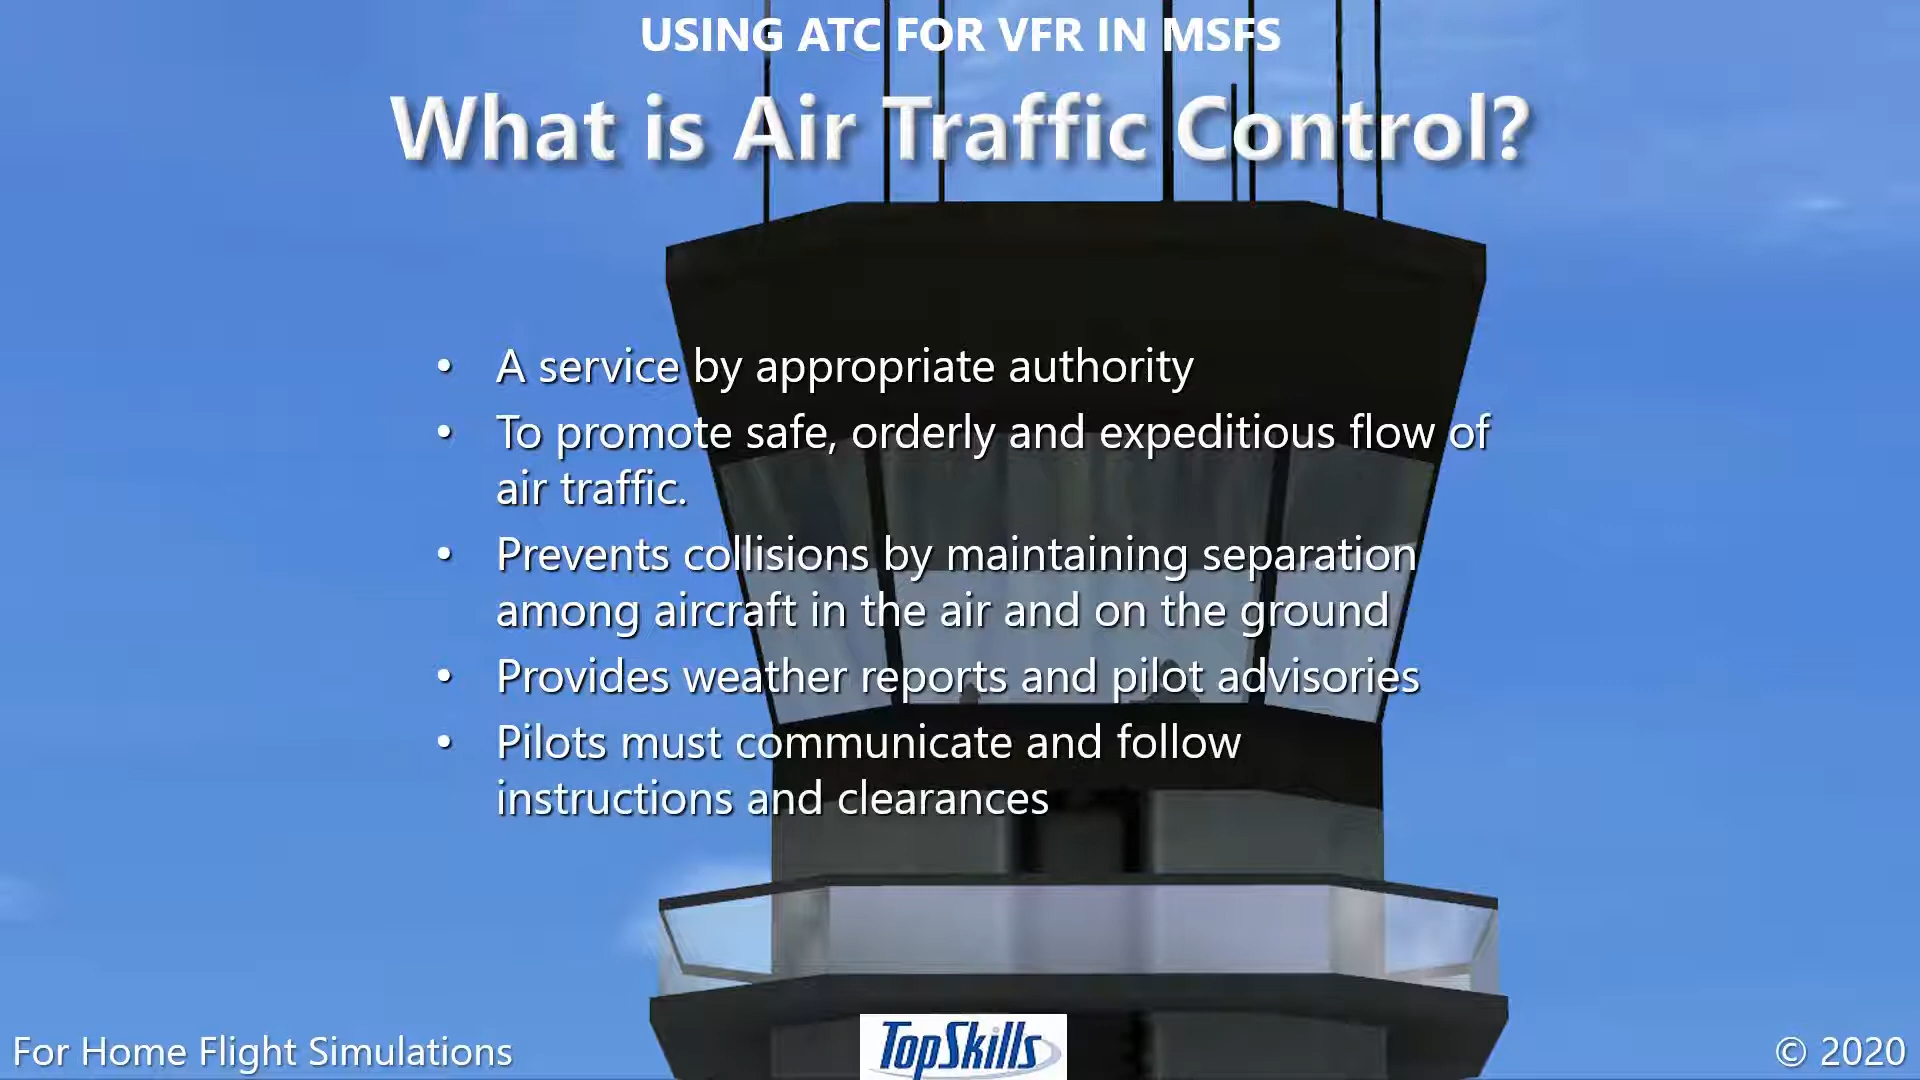 USING ATC FOR VFR IN MSFS
What is Air Traffic Control?
• A service by appropriate authority
• To promote safe, orderly and expeditious flow of
air traffic.
• Prevents collisions by maintaining separation
among aircraft in the air and on the ground
• Provides weather reports and pilot advisories
• Pilots must communicate and follow
instructions and clearances
For Home Flight Simulations
TopSkills
© 2020